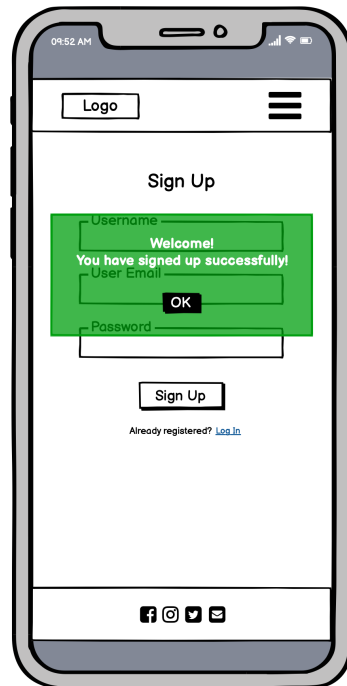 09:52 AM
Logo
Sign Up
Username
Welcome!
You have signed up successfully!
User Email
OK
Password
Sign Up
Already registered? Log In